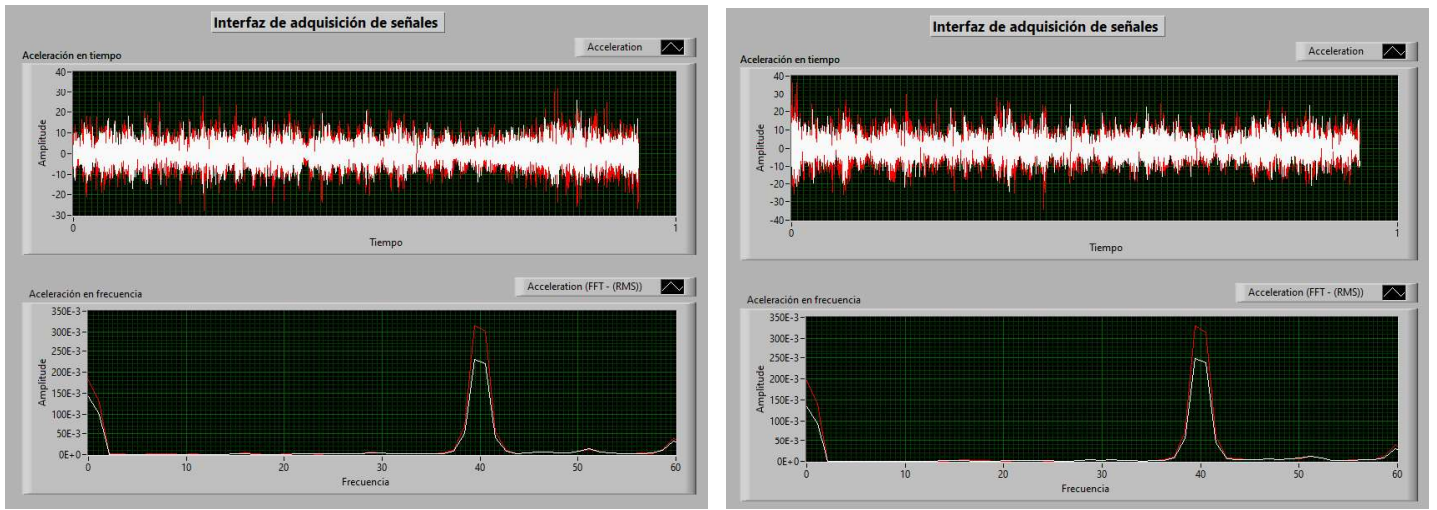 Interfaz de adquisición de señales
Acceleration
Aceleración en tiempo
40
30
20
10
0
-10
-20
-30
Amplitude
0
1
Tiempo
Acceleration (FFT - (RMS))
Aceleración en frecuencia
350E-3
300E-3
250E-3
200E-3
150E-3
100E-3
50E-3
0E+0
Amplitude
0
10
20
30
40
50
60
Frecuencia
Interfaz de adquisición de señales
Acceleration
Aceleración en tiempo
40
30
20
10
0
-10
-20
-30
-40
Amplitude
0
1
Tiempo
Acceleration (FFT - (RMS))
Aceleración en frecuencia
350E-3
300E-3
250E-3
200E-3
150E-3
100E-3
50E-3
0E+0
Amplitude
0
10
20
30
40
50
60
Frecuencia